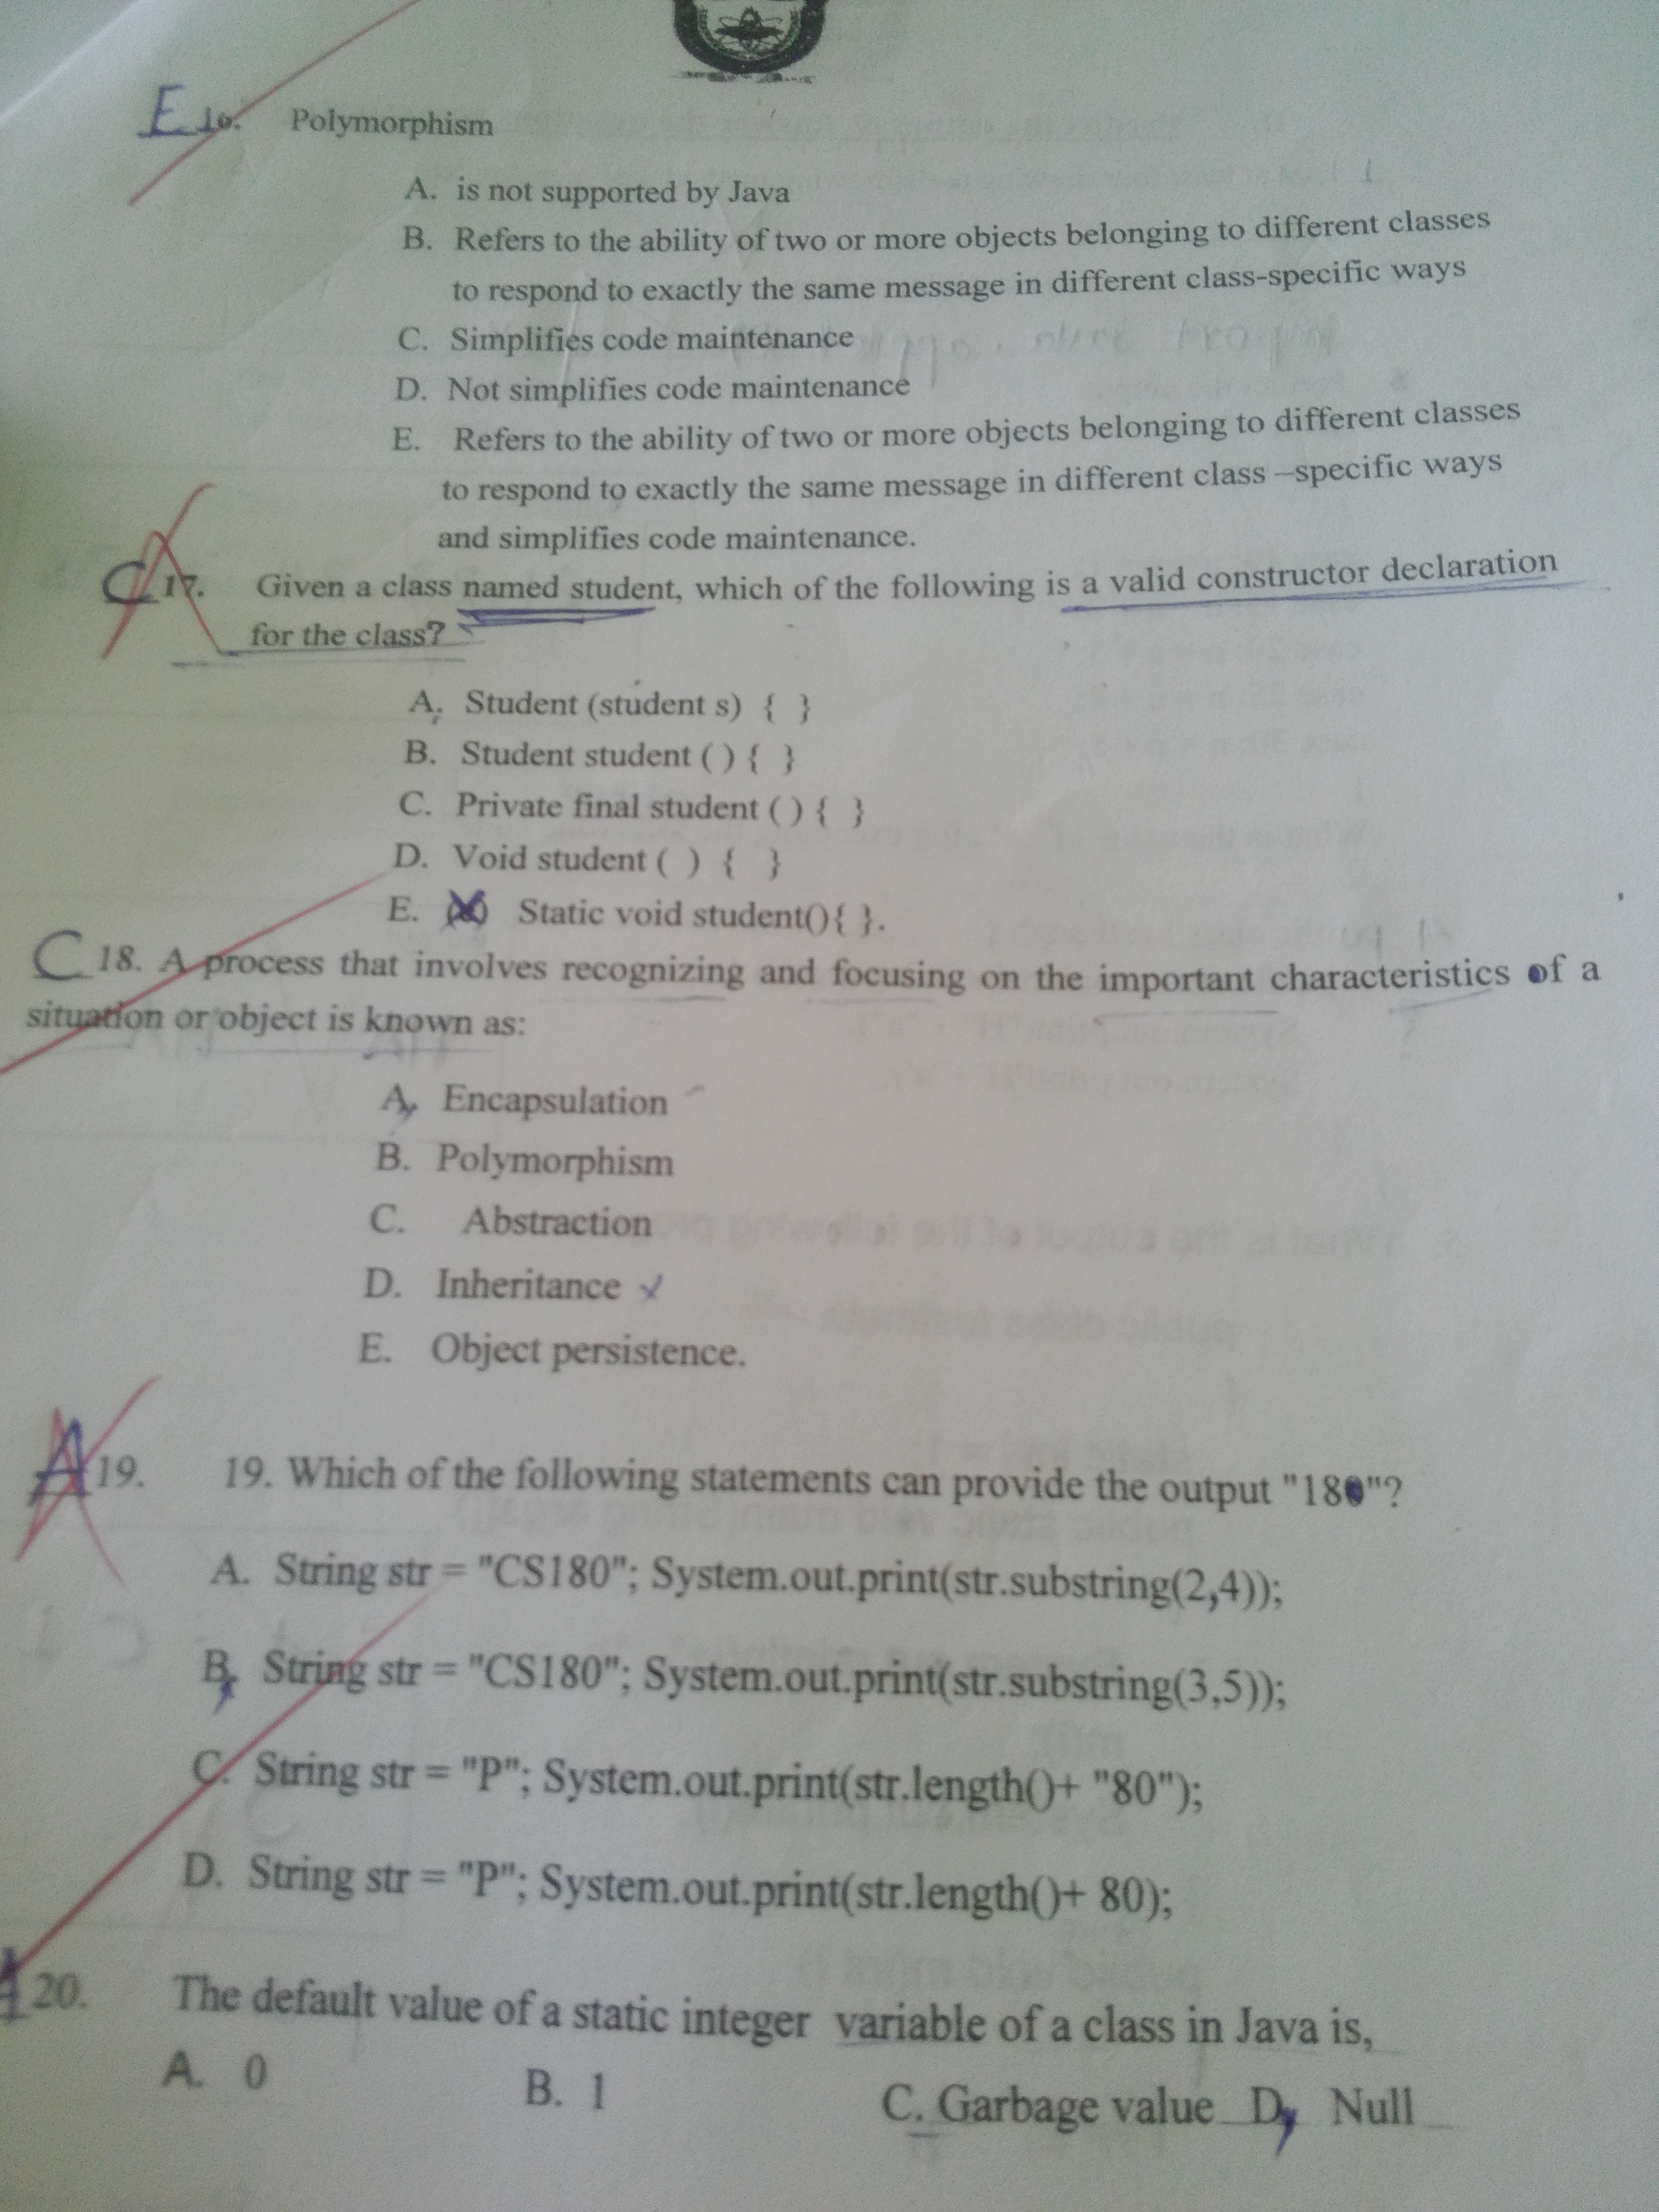 E 16. Polymorphism
A. is not supported by Java
B. Refers to the ability of two or more objects belonging to different classes
to respond to exactly the same message in different class-specific ways
C. Simplifies code maintenance
D. Not simplifies code maintenance
E. Refers to the ability of two or more objects belonging to different classes
to respond to exactly the same message in different class –specific ways
and simplifies code maintenance.
C 17. Given a class named student, which of the following is a valid constructor declaration
for the class?
A. Student (student s) { }
B. Student student ( ) { }
C. Private final student ( ) { }
D. Void student ( ) { }
E. Static void student(){ }.
C 18. A process that involves recognizing and focusing on the important characteristics of a
situation or object is known as:
A. Encapsulation
B. Polymorphism
C. Abstraction
D. Inheritance
E. Object persistence.
A 19. 19. Which of the following statements can provide the output "180"?
A. String str = "CS180"; System.out.print(str.substring(2,4));
B. String str = "CS180"; System.out.print(str.substring(3,5));
C. String str = "P"; System.out.print(str.length()+ "80");
D. String str = "P"; System.out.print(str.length()+ 80);
A 20. The default value of a static integer variable of a class in Java is,
A. 0 B. 1 C. Garbage value D. Null